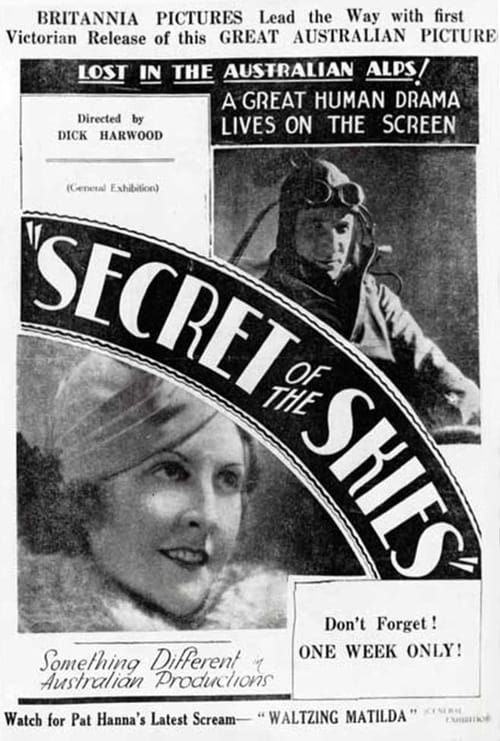 BRITANNIA PICTURES Lead the Way with first
Victorian Release of this GREAT AUSTRALIAN PICTURE
LOST IN THE AUSTRALIAN ALPS!
A GREAT HUMAN DRAMA
LIVES ON THE SCREEN
Directed by
DICK HARWOOD
(General Exhibition)
"SECRET
OF
THE
SKIES"
Something Different in
Australian Productions
Don't Forget!
ONE WEEK ONLY!
Watch for Pat Hanna's Latest Scream— "WALTZING MATILDA"